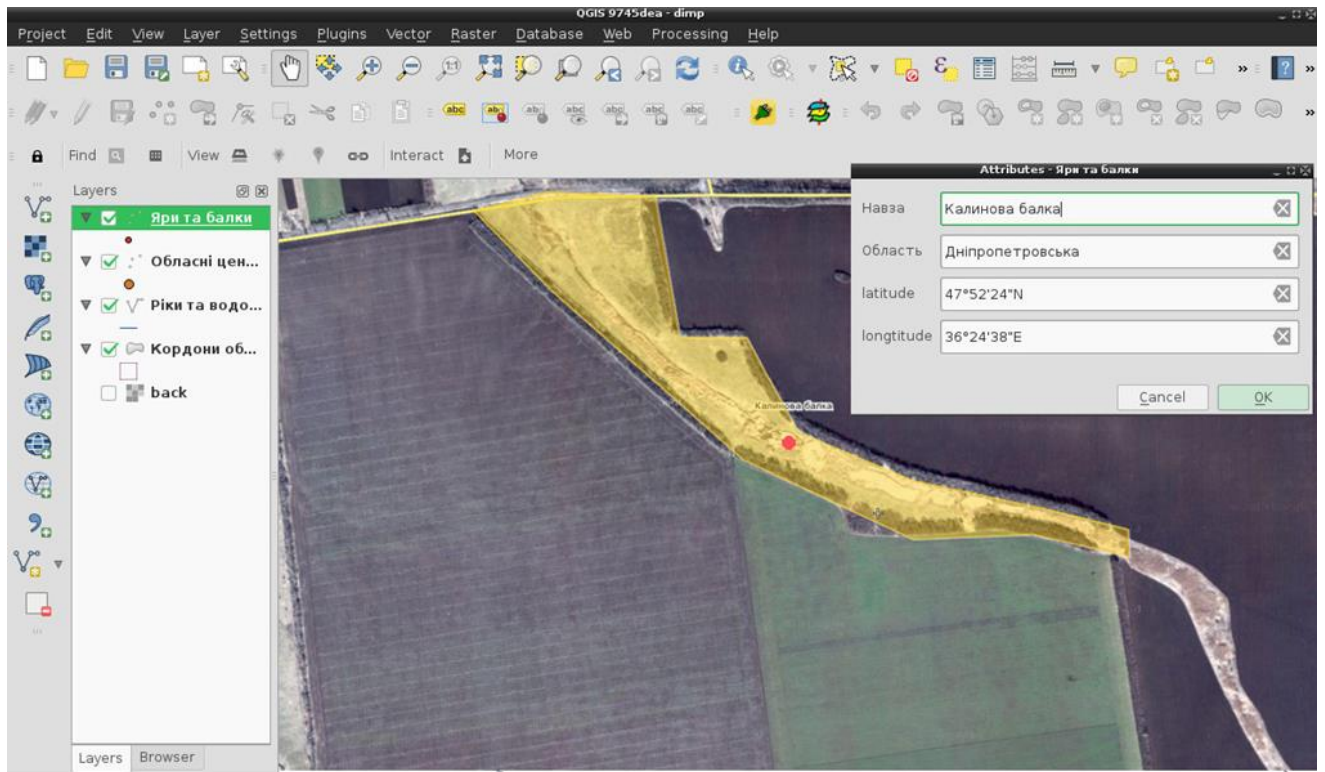 QGIS 9745dea - dimp
Project Edit View Layer Settings Plugins Vector Raster Database Web Processing Help
Find View Interact More
Layers
Яри та балки
Обласні цен...
Ріки та водо...
Кордони об...
back
Layers Browser
Attributes - Яри та балки
Навза Калинова балка
Область Дніпропетровська
latitude 47°52'24"N
longtitude 36°24'38"E
Cancel OK
Калинова балка